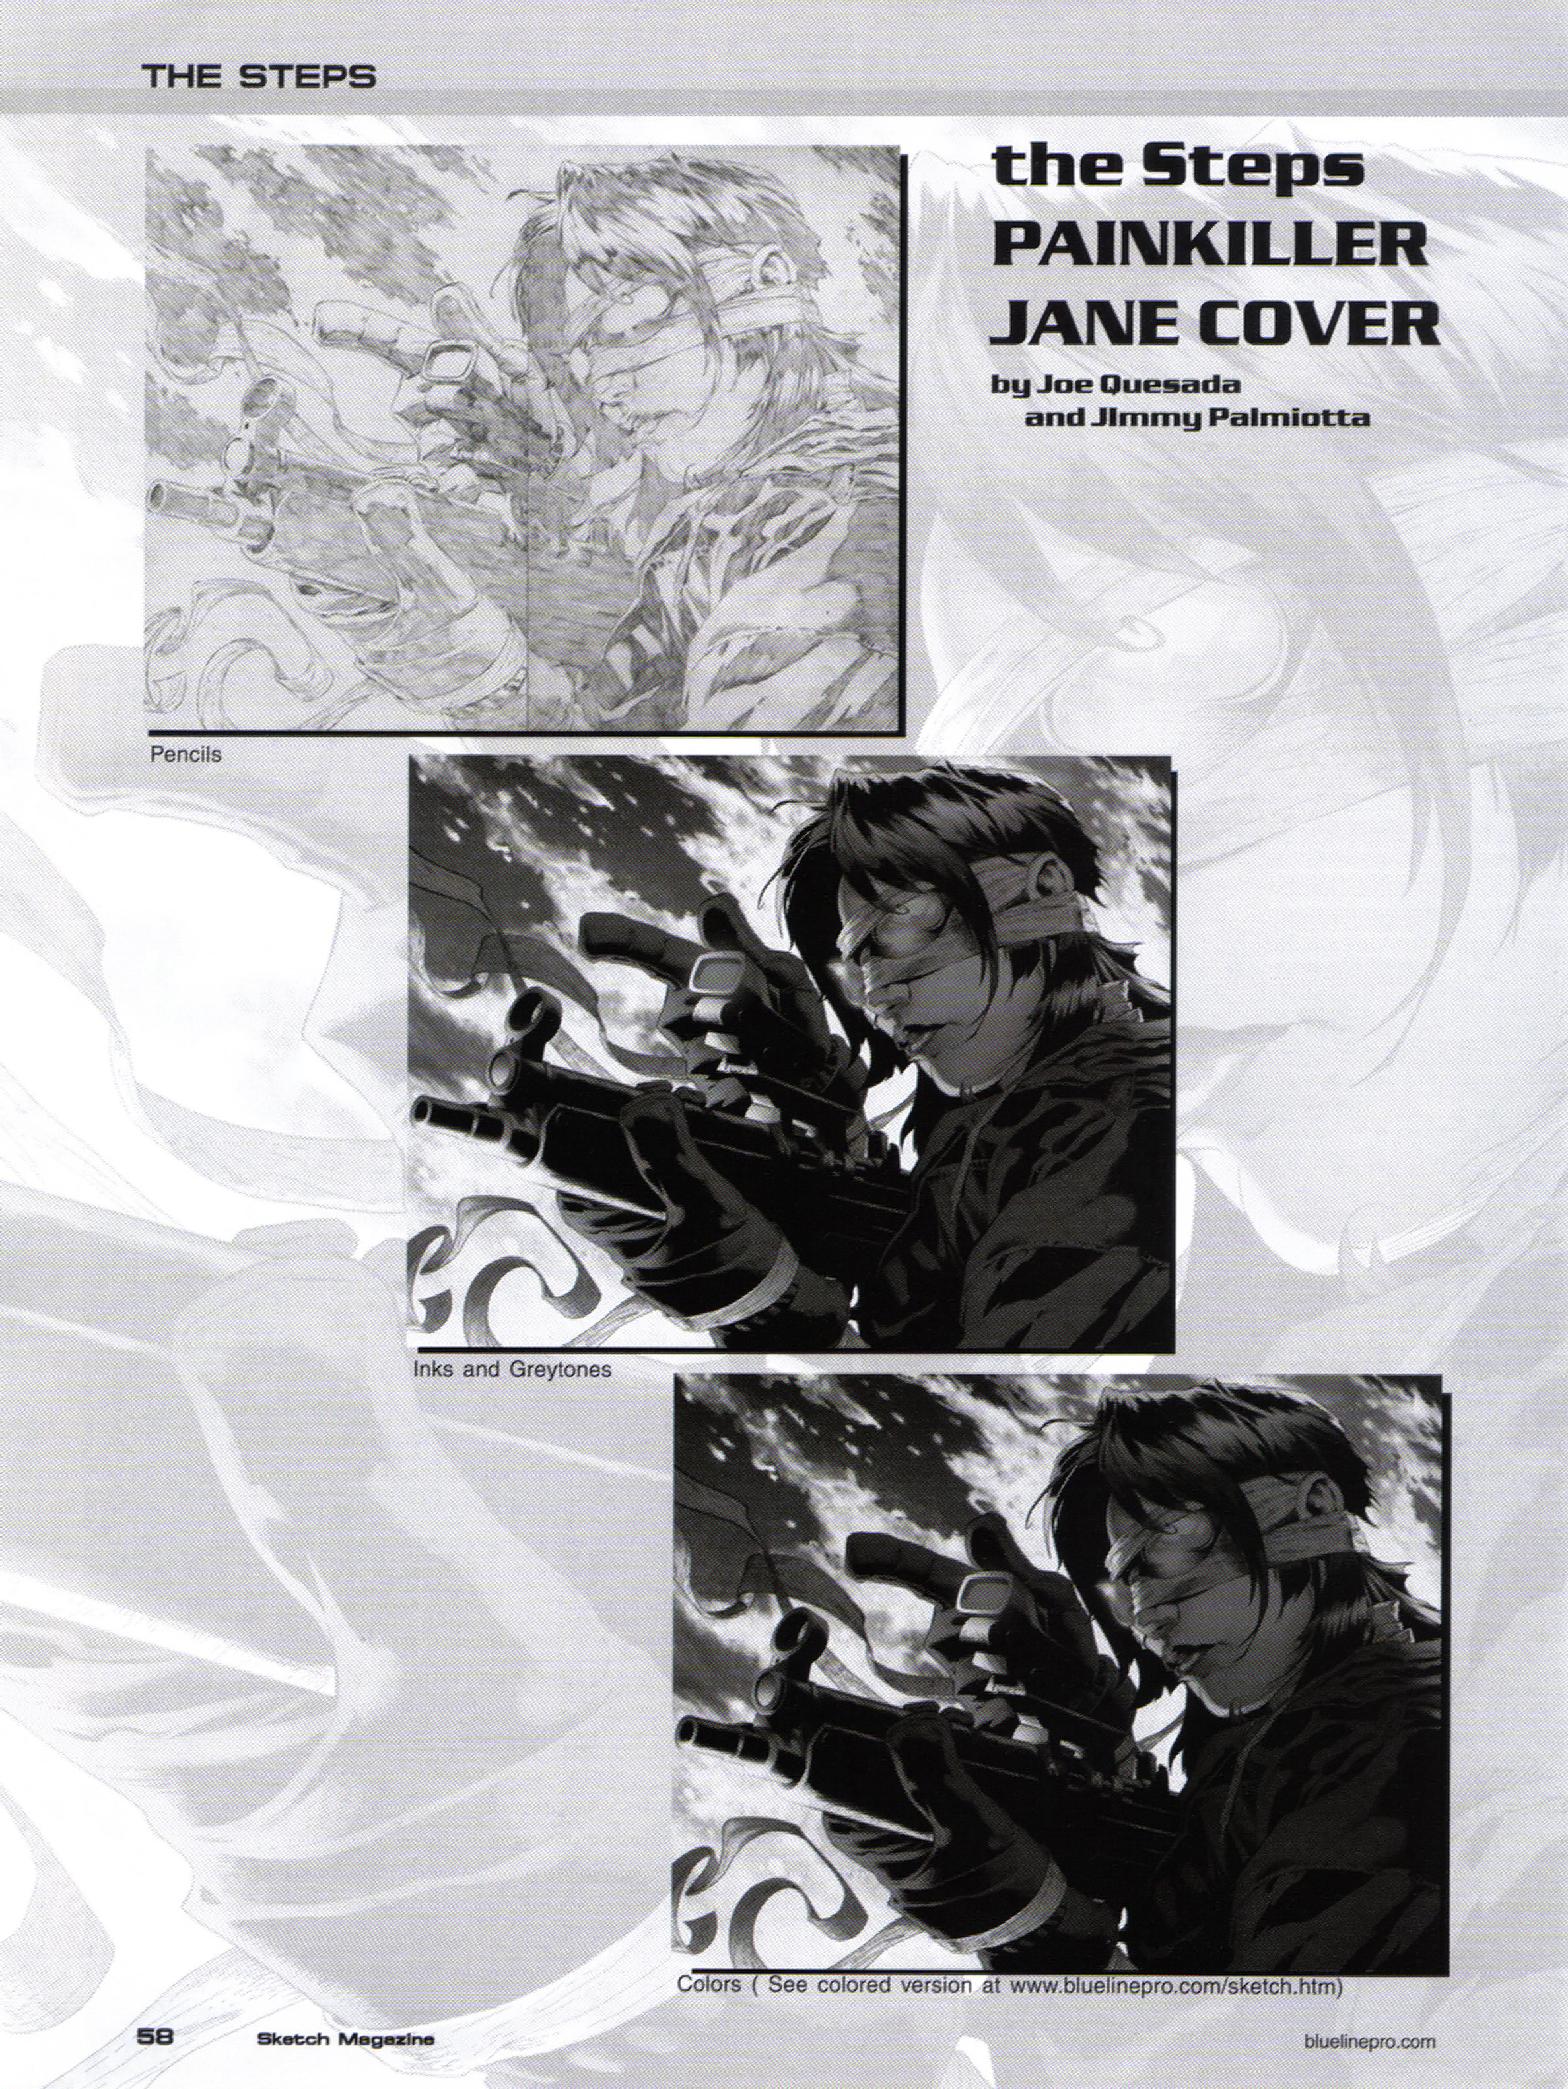 THE STEPS
the Steps
PAINKILLER
JANE COVER
by Joe Quesada
and JImmy Palmiotta
Pencils
Inks and Greytones
Colors ( See colored version at www.bluelinepro.com/sketch.htm)
58 Sketch Magazine bluelinepro.com